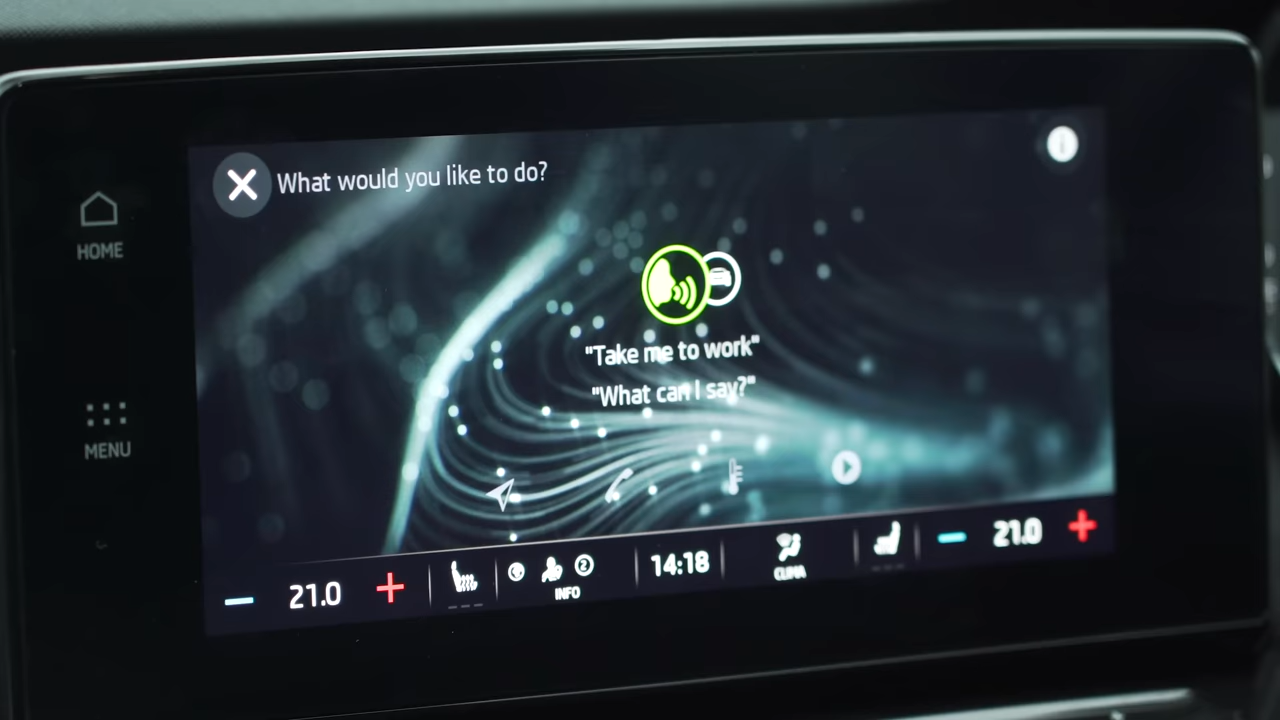 What would you like to do?
HOME
"Take me to work"
"What can I say?"
MENU
21.0
2
INFO
14:18
CLIMA
21.0